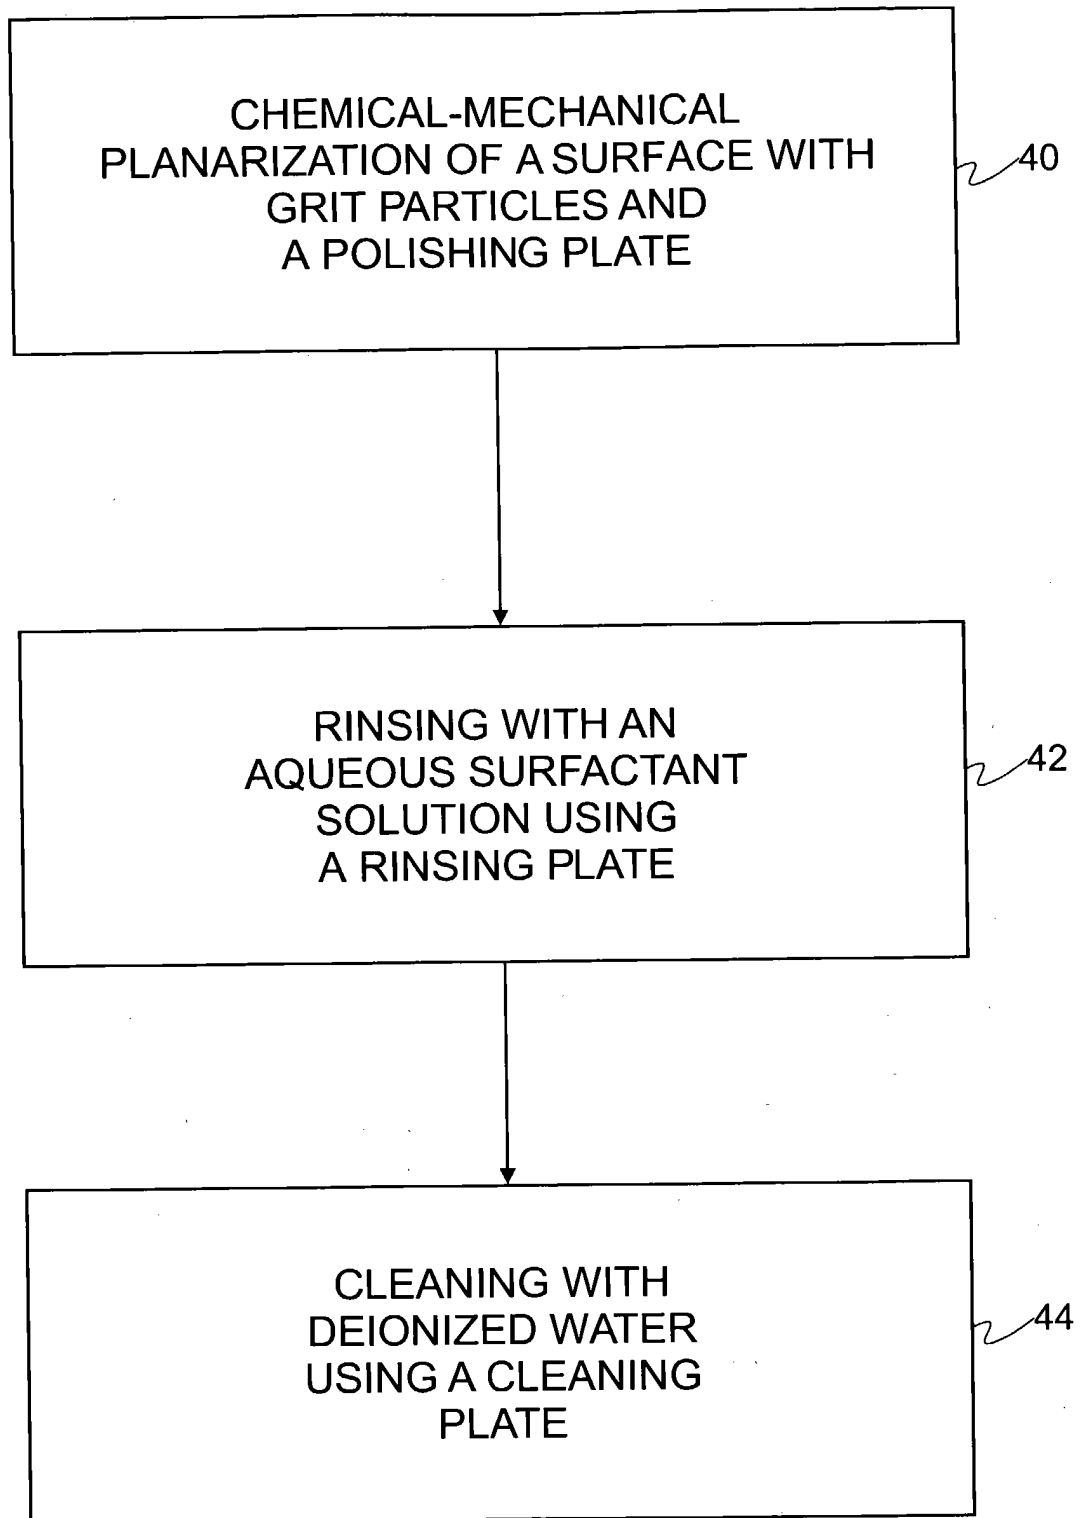 CHEMICAL-MECHANICAL
PLANARIZATION OF A SURFACE WITH
GRIT PARTICLES AND
A POLISHING PLATE
40
RINSING WITH AN
AQUEOUS SURFACTANT
SOLUTION USING
A RINSING PLATE
42
CLEANING WITH
DEIONIZED WATER
USING A CLEANING
PLATE
44